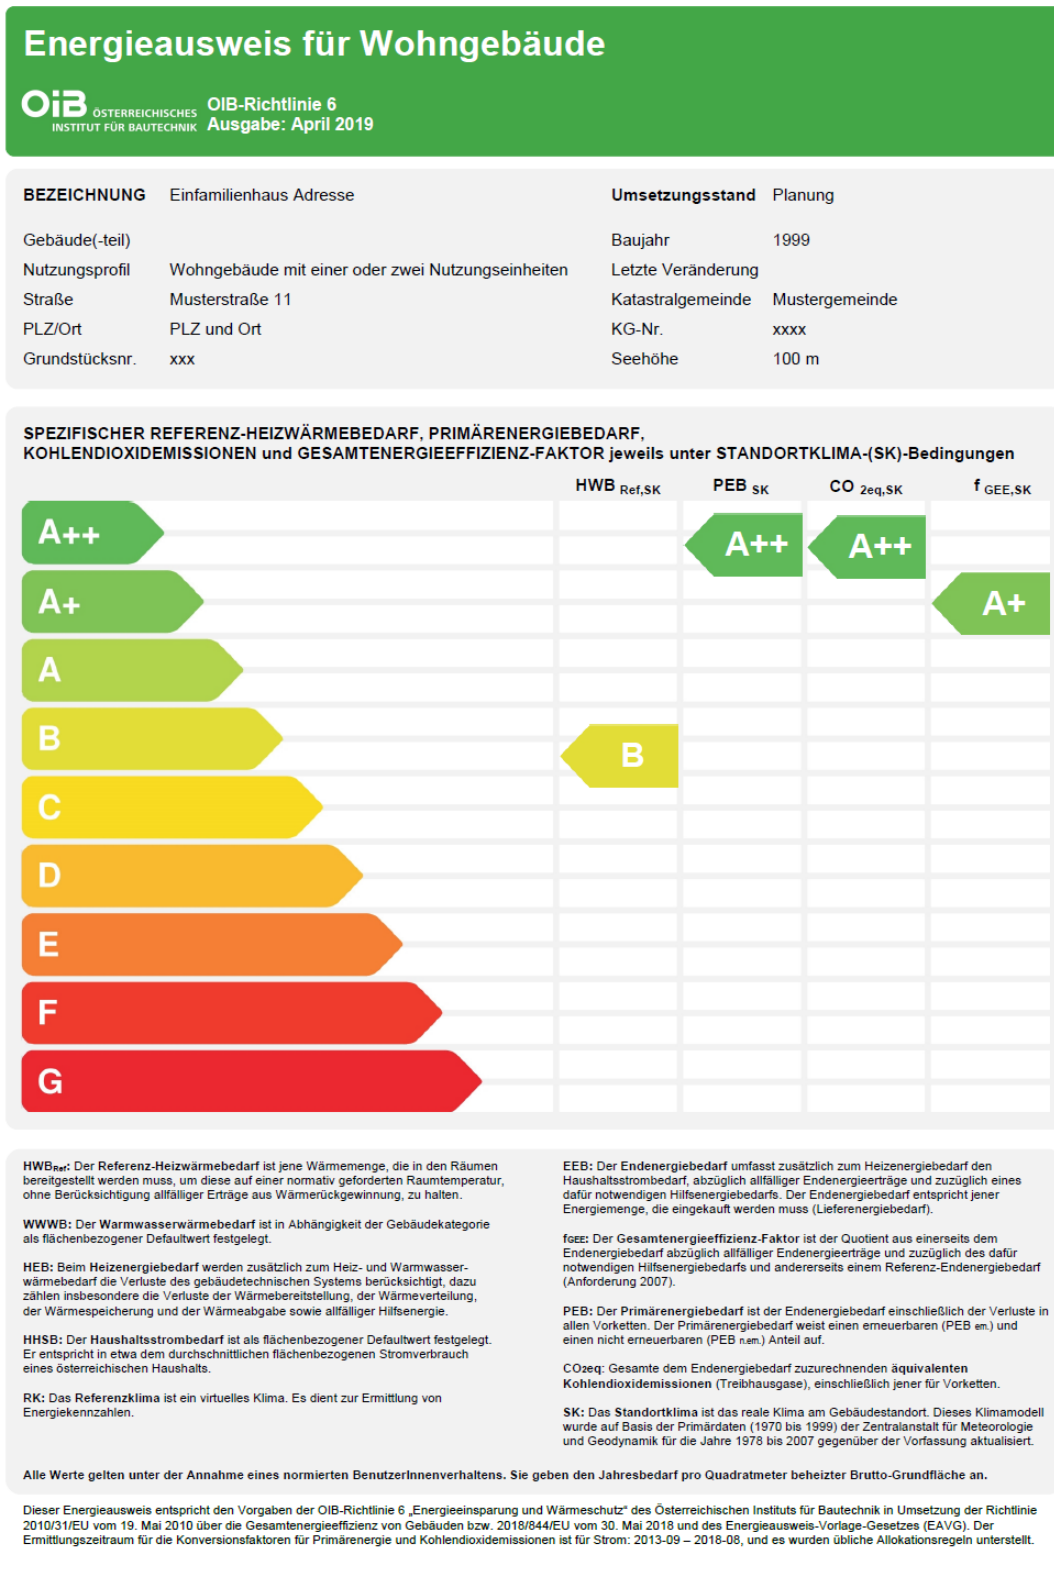 Energieausweis für Wohngebäude
OiB ÖSTERREICHISCHES INSTITUT FÜR BAUTECHNIK
OIB-Richtlinie 6
Ausgabe: April 2019
BEZEICHNUNG Einfamilienhaus Adresse Umsetzungsstand Planung
Gebäude(-teil) Baujahr 1999
Nutzungsprofil Wohngebäude mit einer oder zwei Nutzungseinheiten Letzte Veränderung
Straße Musterstraße 11 Katastralgemeinde Mustergemeinde
PLZ/Ort PLZ und Ort KG-Nr. xxxx
Grundstücksnr. xxx Seehöhe 100 m
SPEZIFISCHER REFERENZ-HEIZWÄRMEBEDARF, PRIMÄRENERGIEBEDARF,
KOHLENDIOXIDEMISSIONEN und GESAMTENERGIEEFFIZIENZ-FAKTOR jeweils unter STANDORTKLIMA-(SK)-Bedingungen
HWB Ref,SK PEB SK CO 2eq,SK f GEE,SK
A++ A++ A++
A+ A+
A
B B
C
D
E
F
G
HWBRef: Der Referenz-Heizwärmebedarf ist jene Wärmemenge, die in den Räumen
bereitgestellt werden muss, um diese auf einer normativ geforderten Raumtemperatur,
ohne Berücksichtigung allfälliger Erträge aus Wärmerückgewinnung, zu halten.
WWWB: Der Warmwasserwärmebedarf ist in Abhängigkeit der Gebäudekategorie
als flächenbezogener Defaultwert festgelegt.
HEB: Beim Heizenergiebedarf werden zusätzlich zum Heiz- und Warmwasser-
wärmebedarf die Verluste des gebäudetechnischen Systems berücksichtigt, dazu
zählen insbesondere die Verluste der Wärmebereitstellung, der Wärmeverteilung,
der Wärmespeicherung und der Wärmeabgabe sowie allfälliger Hilfsenergie.
HHSB: Der Haushaltsstrombedarf ist als flächenbezogener Defaultwert festgelegt.
Er entspricht in etwa dem durchschnittlichen flächenbezogenen Stromverbrauch
eines österreichischen Haushalts.
RK: Das Referenzklima ist ein virtuelles Klima. Es dient zur Ermittlung von
Energiekennzahlen.
EEB: Der Endenergiebedarf umfasst zusätzlich zum Heizenergiebedarf den
Haushaltsstrombedarf, abzüglich allfälliger Endenergieerträge und zuzüglich eines
dafür notwendigen Hilfsenergiebedarfs. Der Endenergiebedarf entspricht jener
Energiemenge, die eingekauft werden muss (Lieferenergiebedarf).
fGEE: Der Gesamtenergieeffizienz-Faktor ist der Quotient aus einerseits dem
Endenergiebedarf abzüglich allfälliger Endenergieerträge und zuzüglich des dafür
notwendigen Hilfsenergiebedarfs und andererseits einem Referenz-Endenergiebedarf
(Anforderung 2007).
PEB: Der Primärenergiebedarf ist der Endenergiebedarf einschließlich der Verluste in
allen Vorketten. Der Primärenergiebedarf weist einen erneuerbaren (PEB ern.) und
einen nicht erneuerbaren (PEB n.ern.) Anteil auf.
CO2eq: Gesamte dem Endenergiebedarf zuzurechnenden äquivalenten
Kohlendioxidemissionen (Treibhausgase), einschließlich jener für Vorketten.
SK: Das Standortklima ist das reale Klima am Gebäudestandort. Dieses Klimamodell
wurde auf Basis der Primärdaten (1970 bis 1999) der Zentralanstalt für Meteorologie
und Geodynamik für die Jahre 1978 bis 2007 gegenüber der Vorfassung aktualisiert.
Alle Werte gelten unter der Annahme eines normierten BenutzerInnenverhaltens. Sie geben den Jahresbedarf pro Quadratmeter beheizter Brutto-Grundfläche an.
Dieser Energieausweis entspricht den Vorgaben der OIB-Richtlinie 6 „Energieeinsparung und Wärmeschutz“ des Österreichischen Instituts für Bautechnik in Umsetzung der Richtlinie
2010/31/EU vom 19. Mai 2010 über die Gesamtenergieeffizienz von Gebäuden bzw. 2018/844/EU vom 30. Mai 2018 und des Energieausweis-Vorlage-Gesetzes (EAVG). Der
Ermittlungszeitraum für die Konversionsfaktoren für Primärenergie und Kohlendioxidemissionen ist für Strom: 2013-09 – 2018-08, und es wurden übliche Allokationsregeln unterstellt.